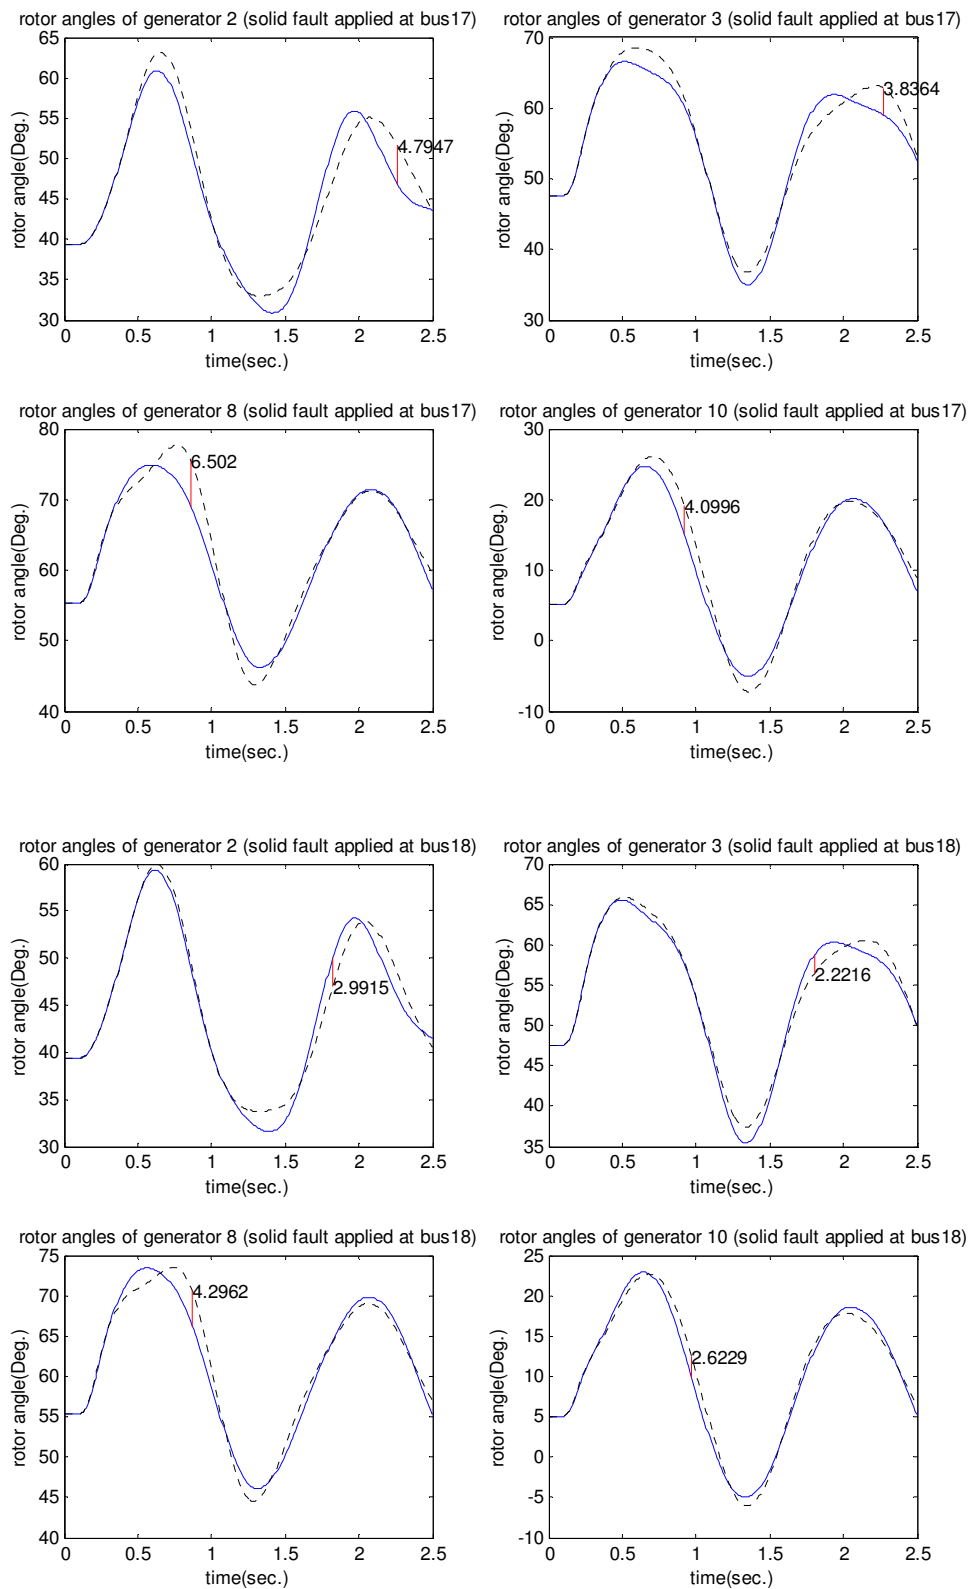 rotor angles of generator 2 (solid fault applied at bus17)
rotor angle(Deg.)
65
60
55
50
45
40
35
30
4.7947
0 0.5 1 1.5 2 2.5
time(sec.)
rotor angles of generator 3 (solid fault applied at bus17)
rotor angle(Deg.)
70
60
50
40
30
3.8364
0 0.5 1 1.5 2 2.5
time(sec.)
rotor angles of generator 8 (solid fault applied at bus17)
rotor angle(Deg.)
80
70
60
50
40
6.502
0 0.5 1 1.5 2 2.5
time(sec.)
rotor angles of generator 10 (solid fault applied at bus17)
rotor angle(Deg.)
30
20
10
0
-10
4.0996
0 0.5 1 1.5 2 2.5
time(sec.)
rotor angles of generator 2 (solid fault applied at bus18)
rotor angle(Deg.)
60
55
50
45
40
35
30
2.9915
0 0.5 1 1.5 2 2.5
time(sec.)
rotor angles of generator 3 (solid fault applied at bus18)
rotor angle(Deg.)
70
65
60
55
50
45
40
35
2.2216
0 0.5 1 1.5 2 2.5
time(sec.)
rotor angles of generator 8 (solid fault applied at bus18)
rotor angle(Deg.)
75
70
65
60
55
50
45
40
4.2962
0 0.5 1 1.5 2 2.5
time(sec.)
rotor angles of generator 10 (solid fault applied at bus18)
rotor angle(Deg.)
25
20
15
10
5
0
-5
-10
2.6229
0 0.5 1 1.5 2 2.5
time(sec.)